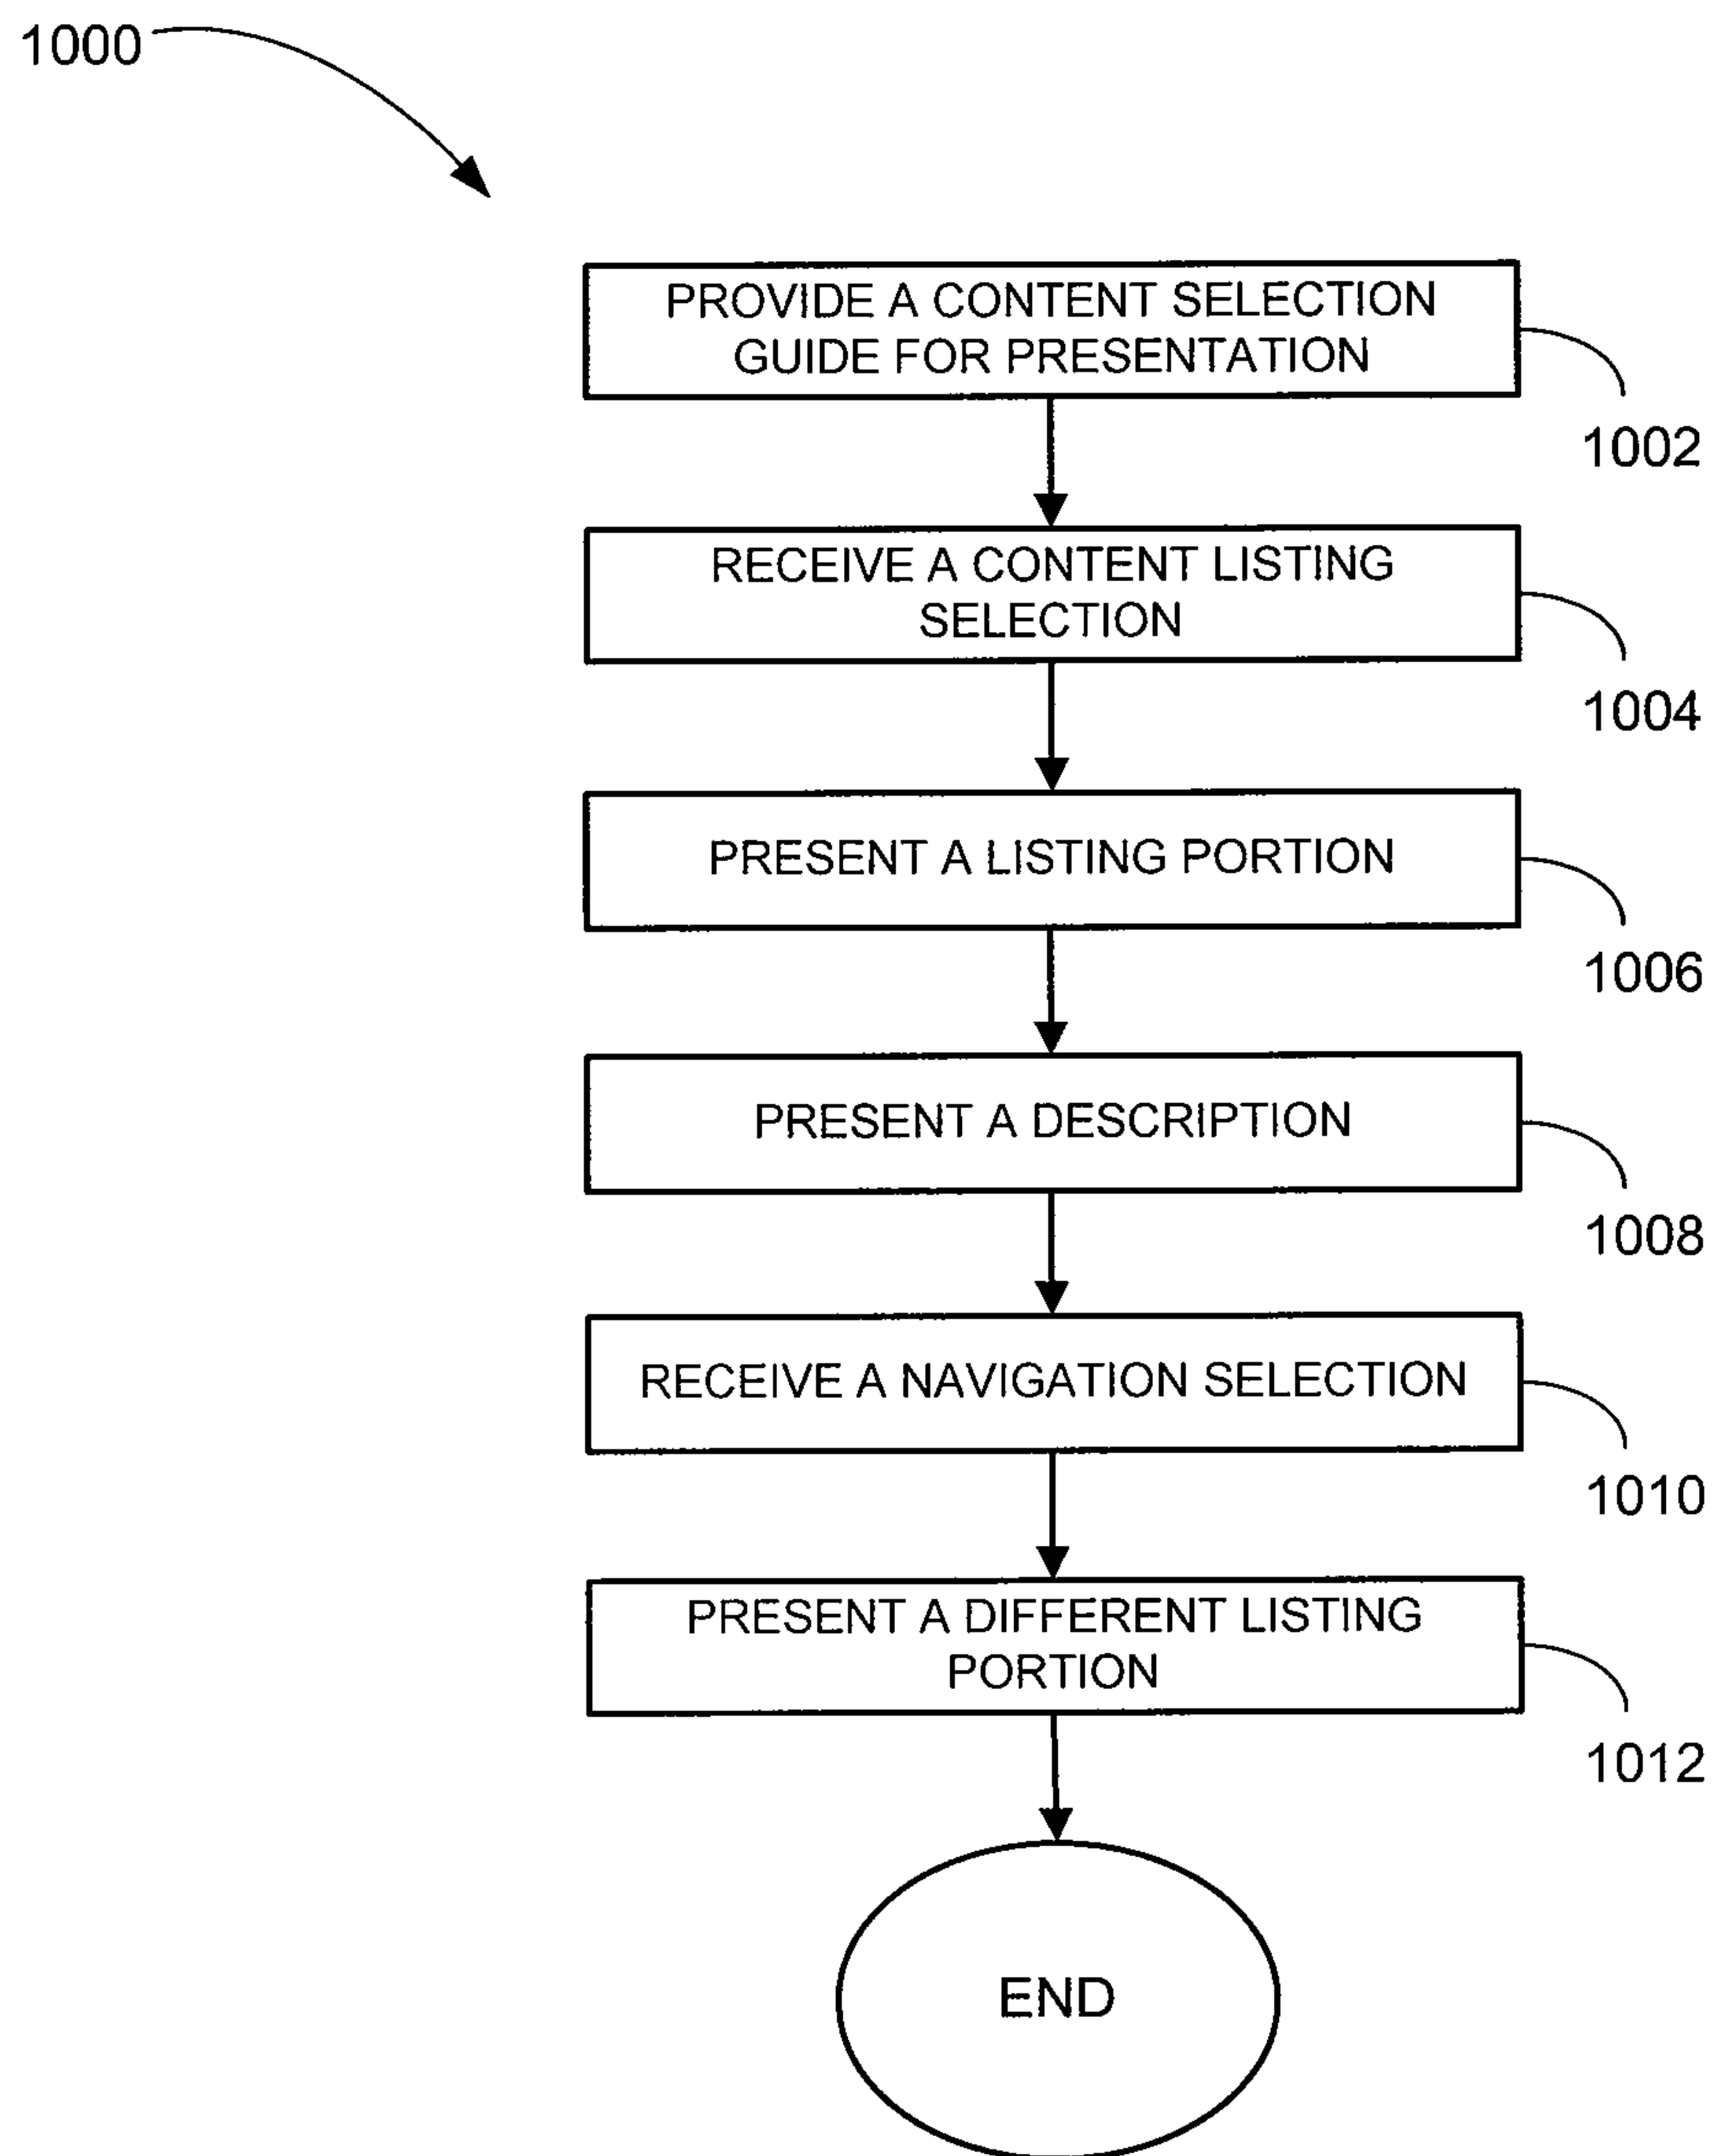 1000
PROVIDE A CONTENT SELECTION
GUIDE FOR PRESENTATION
1002
RECEIVE A CONTENT LISTING
SELECTION
1004
PRESENT A LISTING PORTION
1006
PRESENT A DESCRIPTION
1008
RECEIVE A NAVIGATION SELECTION
1010
PRESENT A DIFFERENT LISTING
PORTION
1012
END